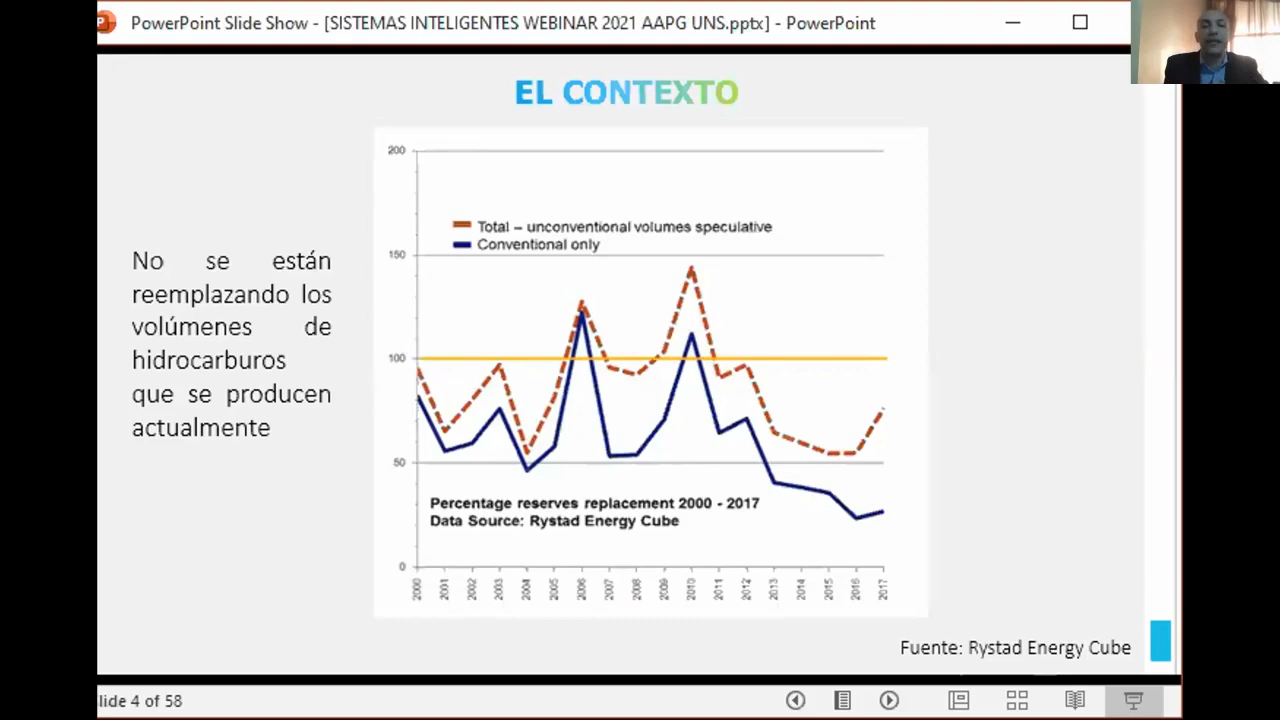 PowerPoint Slide Show - [SISTEMAS INTELIGENTES WEBINAR 2021 AAPG UNS.pptx] - PowerPoint
EL CONTEXTO
No se están
reemplazando los
volúmenes de
hidrocarburos
que se producen
actualmente
200
Total – unconventional volumes speculative
Conventional only
150
100
50
Percentage reserves replacement 2000 - 2017
Data Source: Rystad Energy Cube
0
2000 2001 2002 2003 2004 2005 2006 2007 2008 2009 2010 2011 2012 2013 2014 2015 2016 2017
Fuente: Rystad Energy Cube
lide 4 of 58